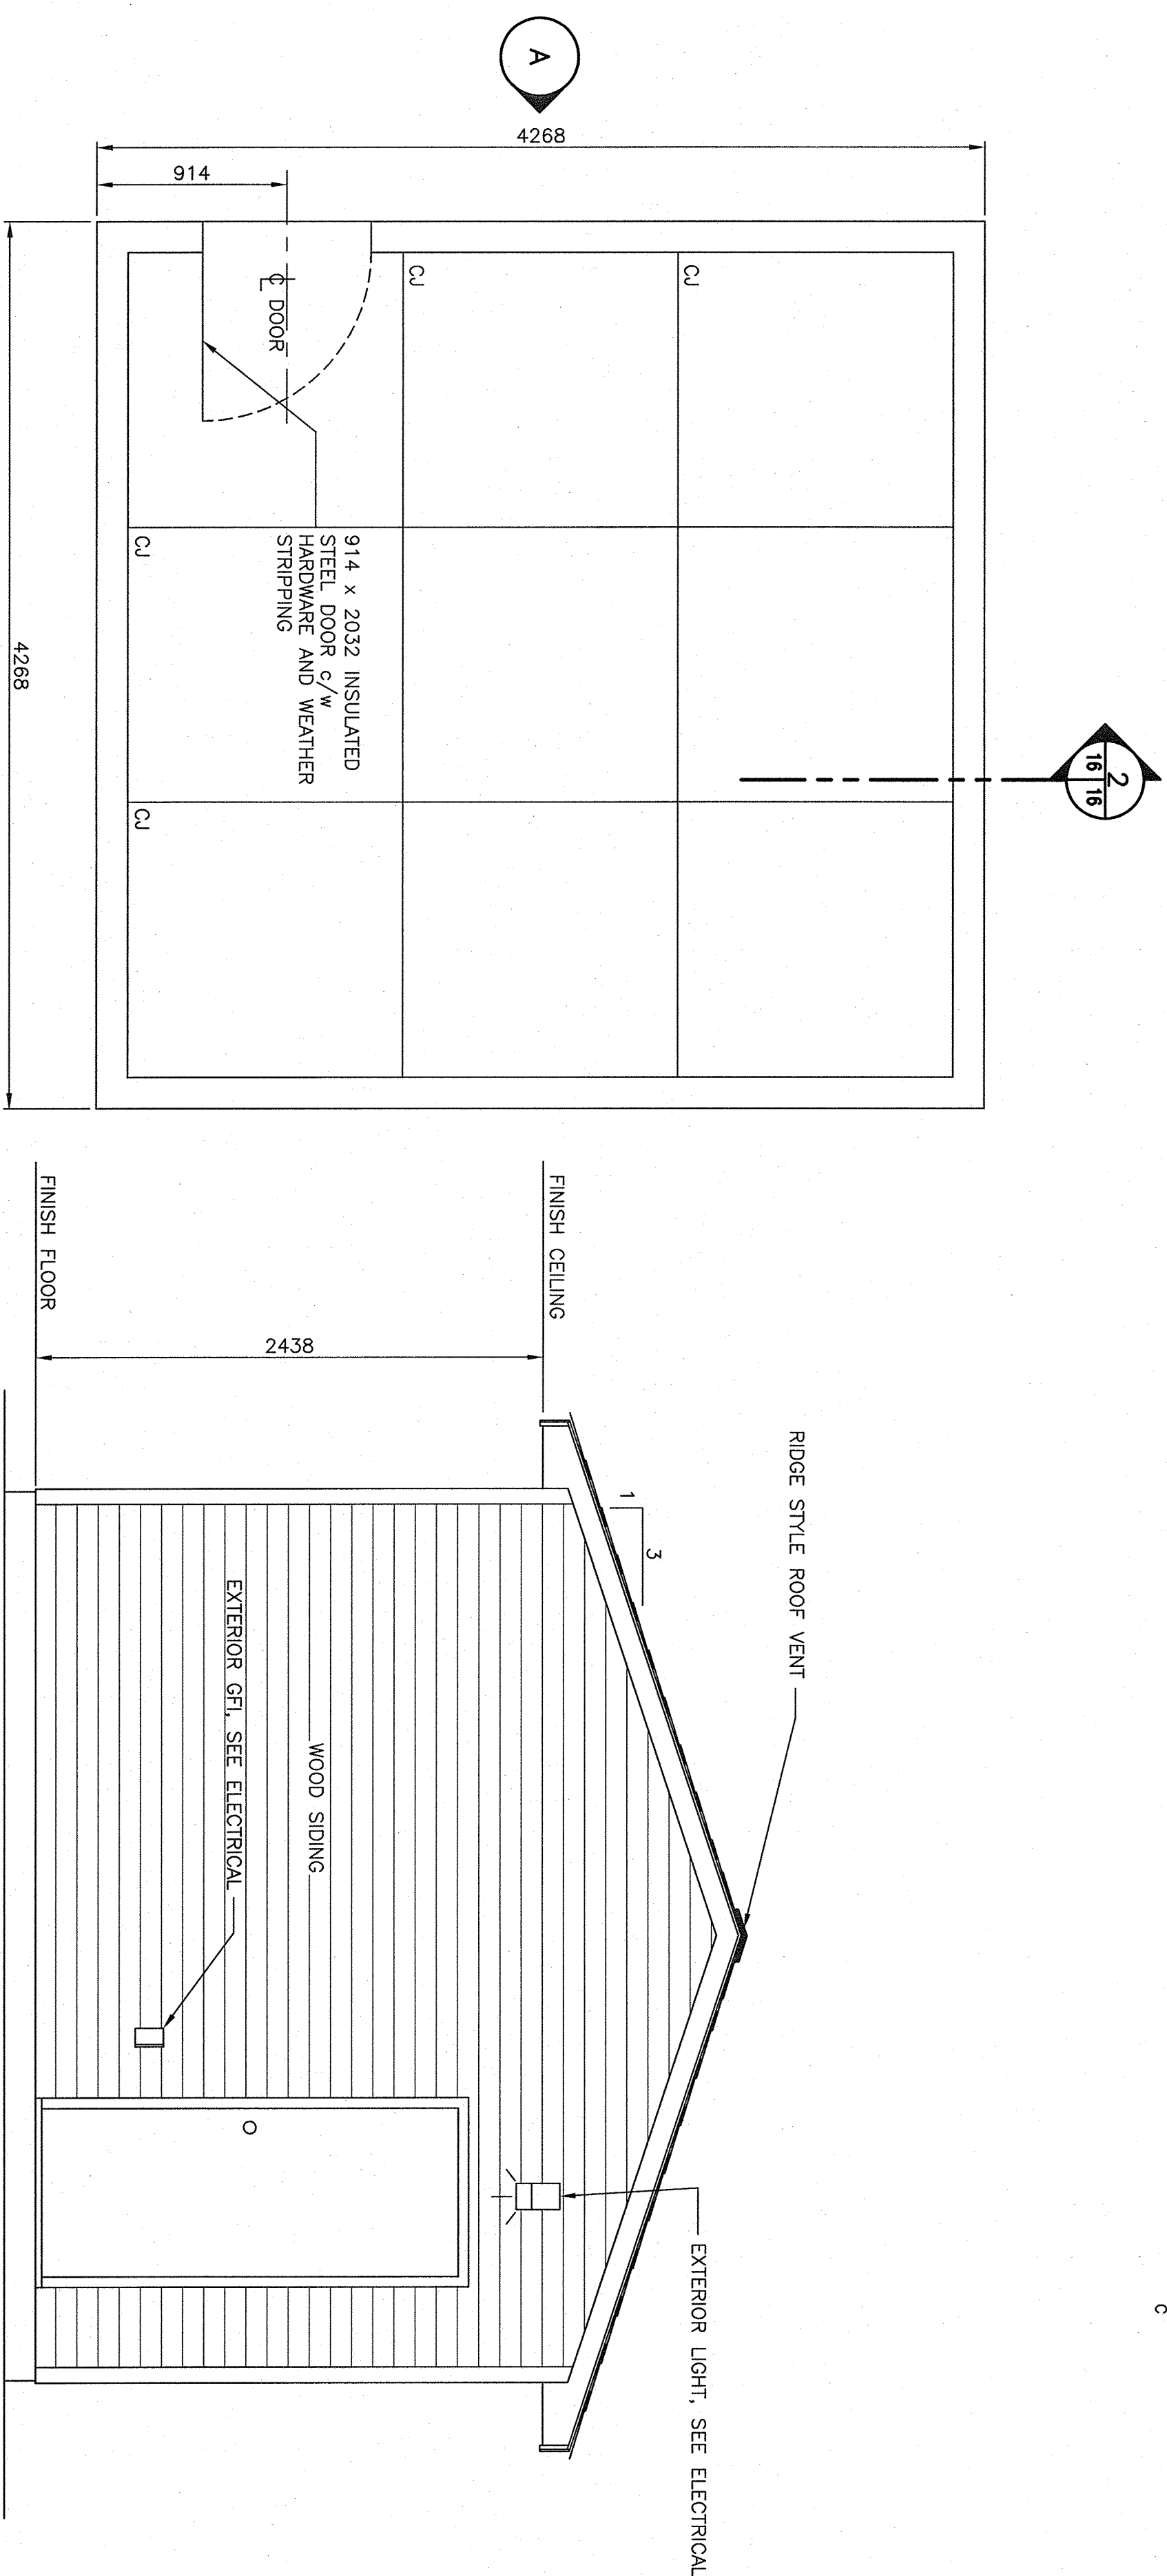 A
4268
914
C̲L DOOR
CJ
CJ
CJ
CJ
914 x 2032 INSULATED
STEEL DOOR c/w
HARDWARE AND WEATHER
STRIPPING
2
16
16
4268
FINISH CEILING
FINISH FLOOR
2438
RIDGE STYLE ROOF VENT
1
3
WOOD SIDING
EXTERIOR GFI, SEE ELECTRICAL
EXTERIOR LIGHT, SEE ELECTRICAL
C